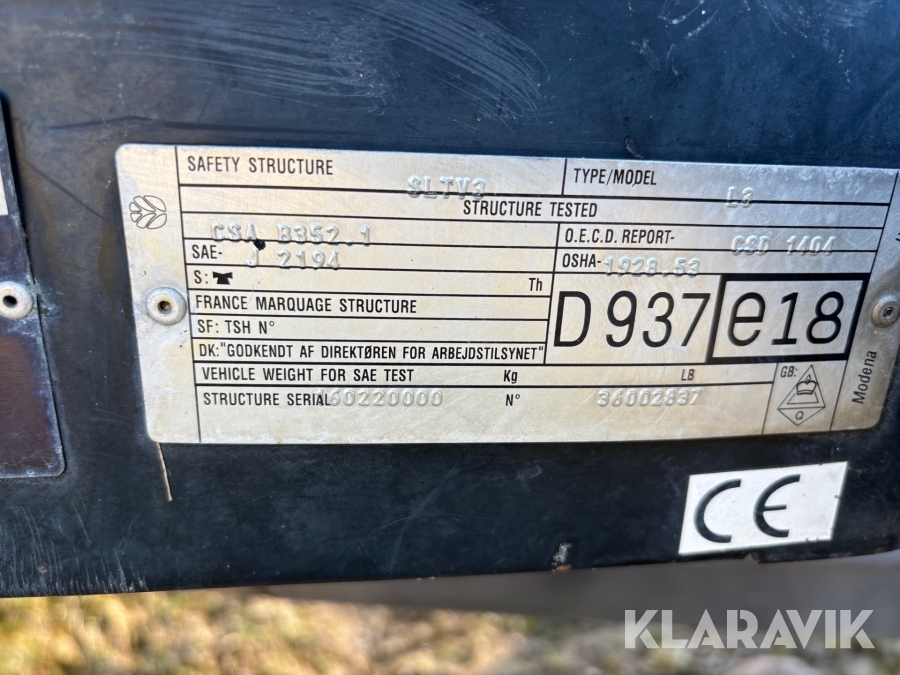 SAFETY STRUCTURE SLTV3
TYPE/MODEL L3
STRUCTURE TESTED
CSA B352.1
O.E.C.D. REPORT- CSD 1404
SAE- J 2194
OSHA- 1928.53
S: Th
FRANCE MARQUAGE STRUCTURE
SF: TSH N°
D 937 e18
DK:"GODKENDT AF DIREKTØREN FOR ARBEJDSTILSYNET"
VEHICLE WEIGHT FOR SAE TEST Kg LB
GB:
Q
STRUCTURE SERIAL 160220000 N° 36002837
Modena
CE
KLARAVIK